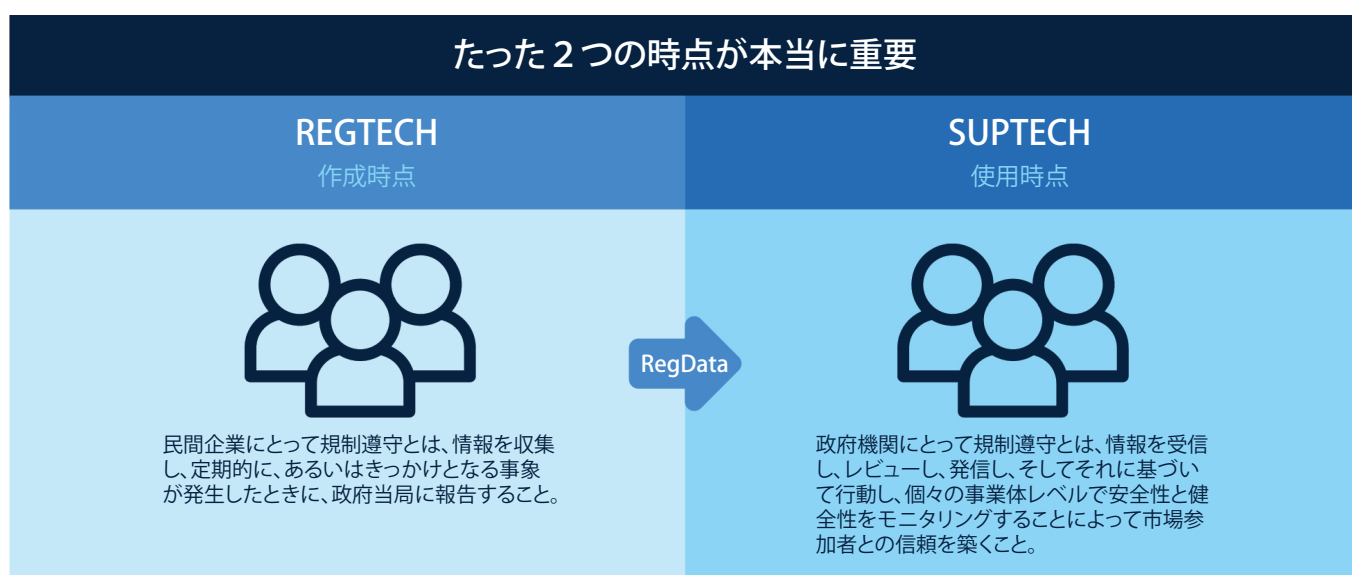 たった２つの時点が本当に重要
REGTECH
作成時点
SUPTECH
使用時点
RegData
民間企業にとって規制遵守とは、情報を収集
し、定期的に、あるいはきっかけとなる事象
が発生したときに、政府当局に報告すること。
政府機関にとって規制遵守とは、情報を受信
し、レビューし、発信し、そしてそれに基づい
て行動し、個々の事業体レベルで安全性と健
全性をモニタリングすることによって市場参
加者との信頼を築くこと。